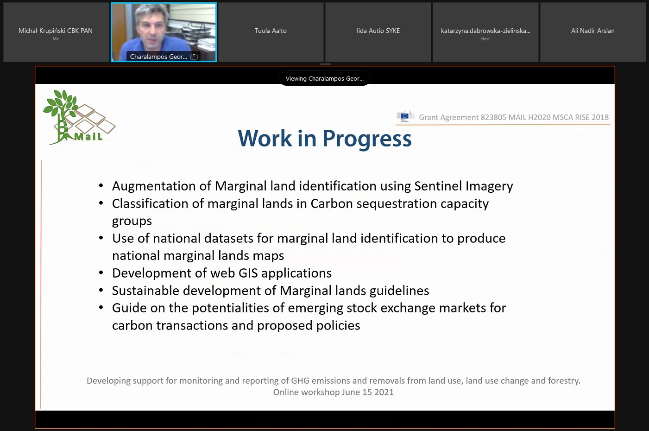 Michał Krupiński CBK PAN
Me
Charalampos Geor...
Tuula Aalto
Iida Autio SYKE
katarzyna.dabrowska-zielinska...
Host
Ali Nadir Arslan
Viewing Charalampos Geor...
MaiL
Grant Agreement 823805 MAIL H2020 MSCA RISE 2018
Work in Progress
• Augmentation of Marginal land identification using Sentinel Imagery
• Classification of marginal lands in Carbon sequestration capacity
groups
• Use of national datasets for marginal land identification to produce
national marginal lands maps
• Development of web GIS applications
• Sustainable development of Marginal lands guidelines
• Guide on the potentialities of emerging stock exchange markets for
carbon transactions and proposed policies
Developing support for monitoring and reporting of GHG emissions and removals from land use, land use change and forestry.
Online workshop June 15 2021